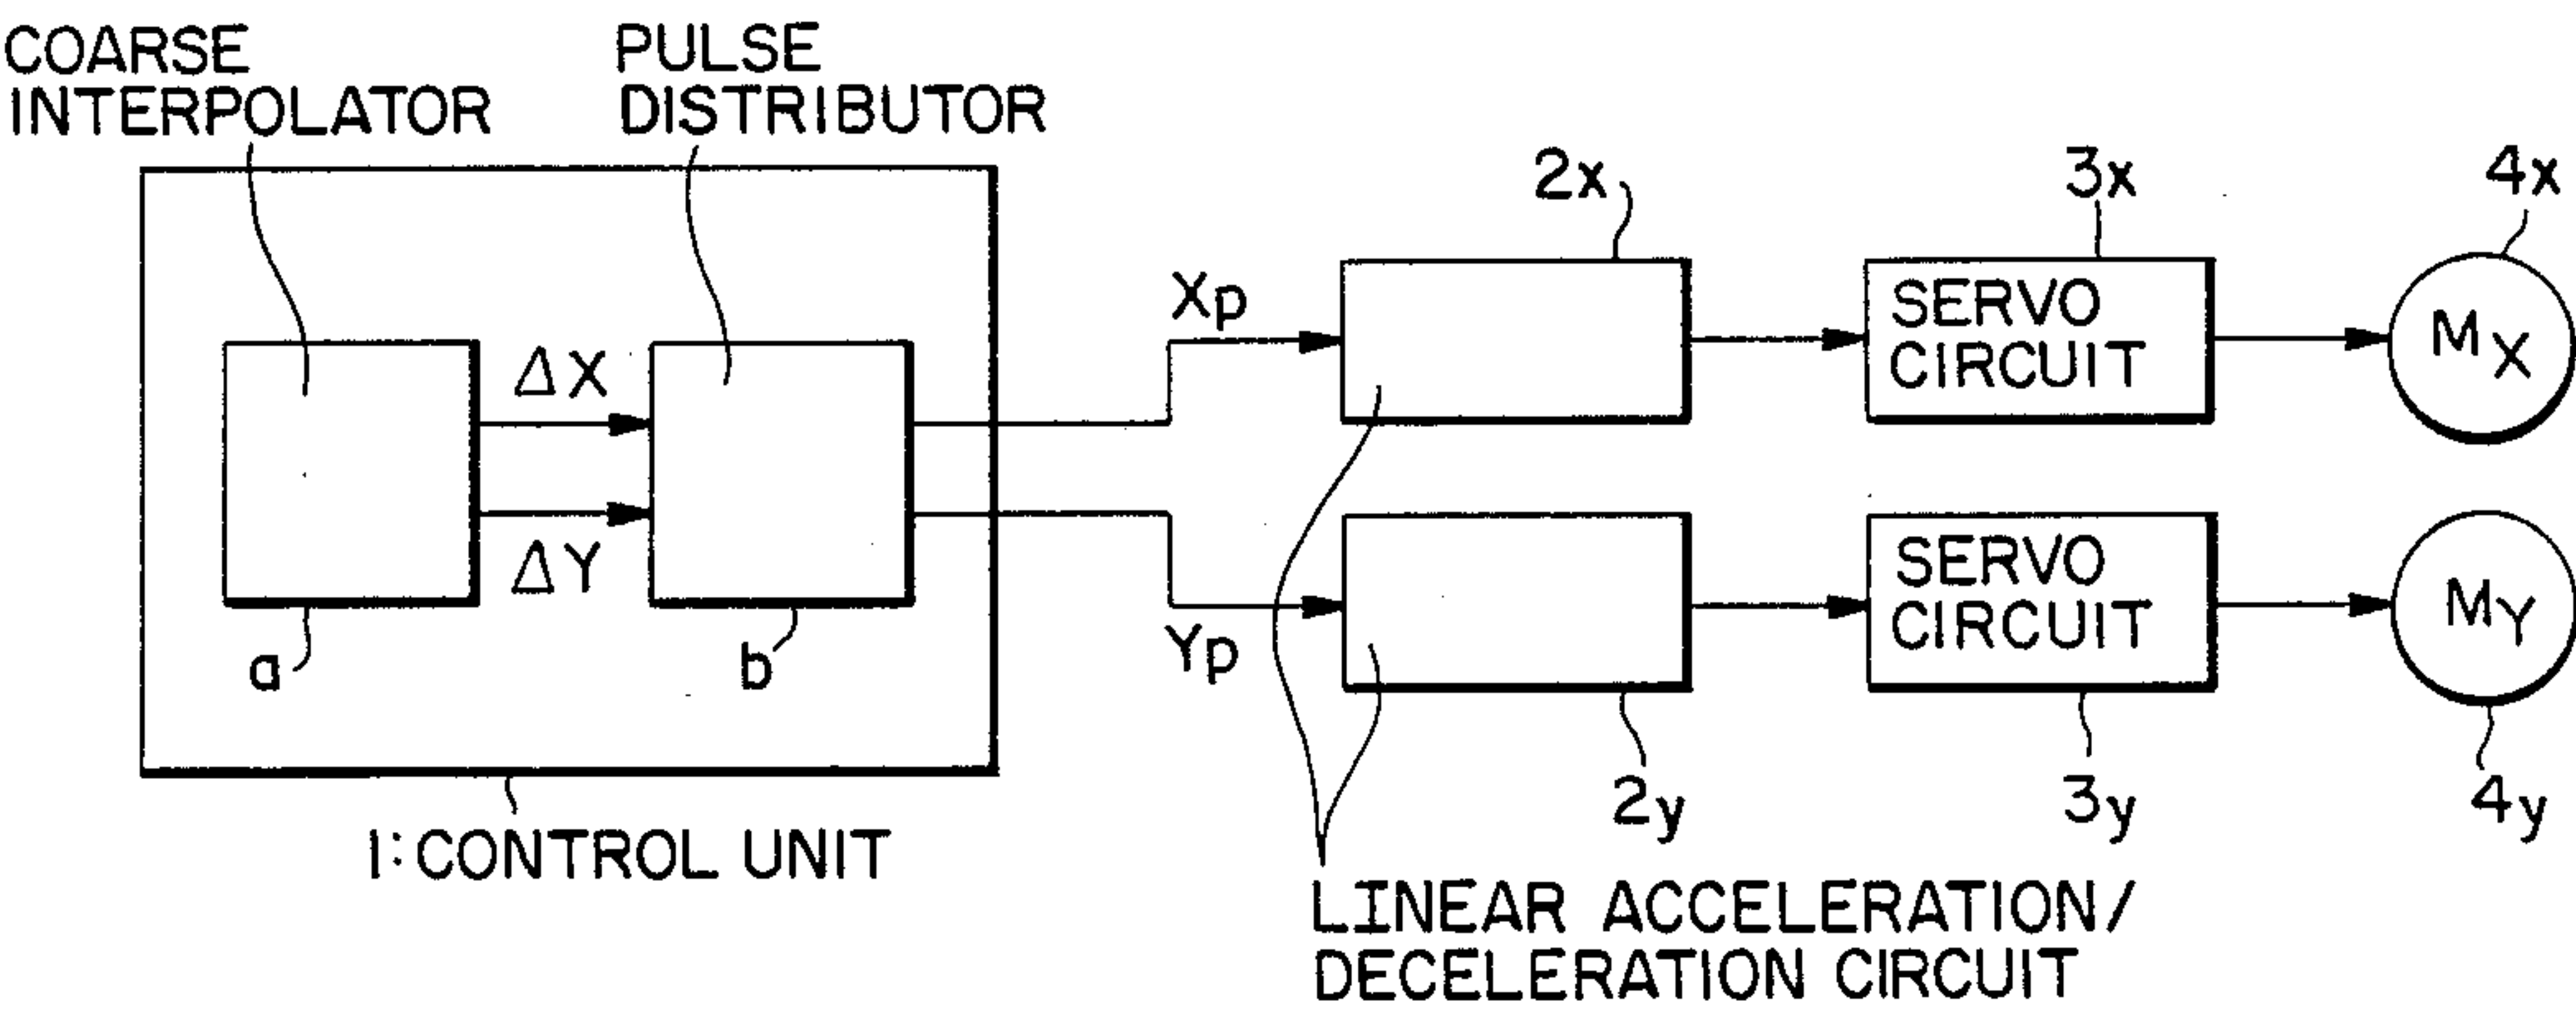 COARSE
INTERPOLATOR
PULSE
DISTRIBUTOR
2x
3x
4x
Xp
SERVO
CIRCUIT
MX
ΔX
ΔY
SERVO
CIRCUIT
MY
a
b
Yp
2y
3y
4y
1:CONTROL UNIT
LINEAR ACCELERATION/
DECELERATION CIRCUIT